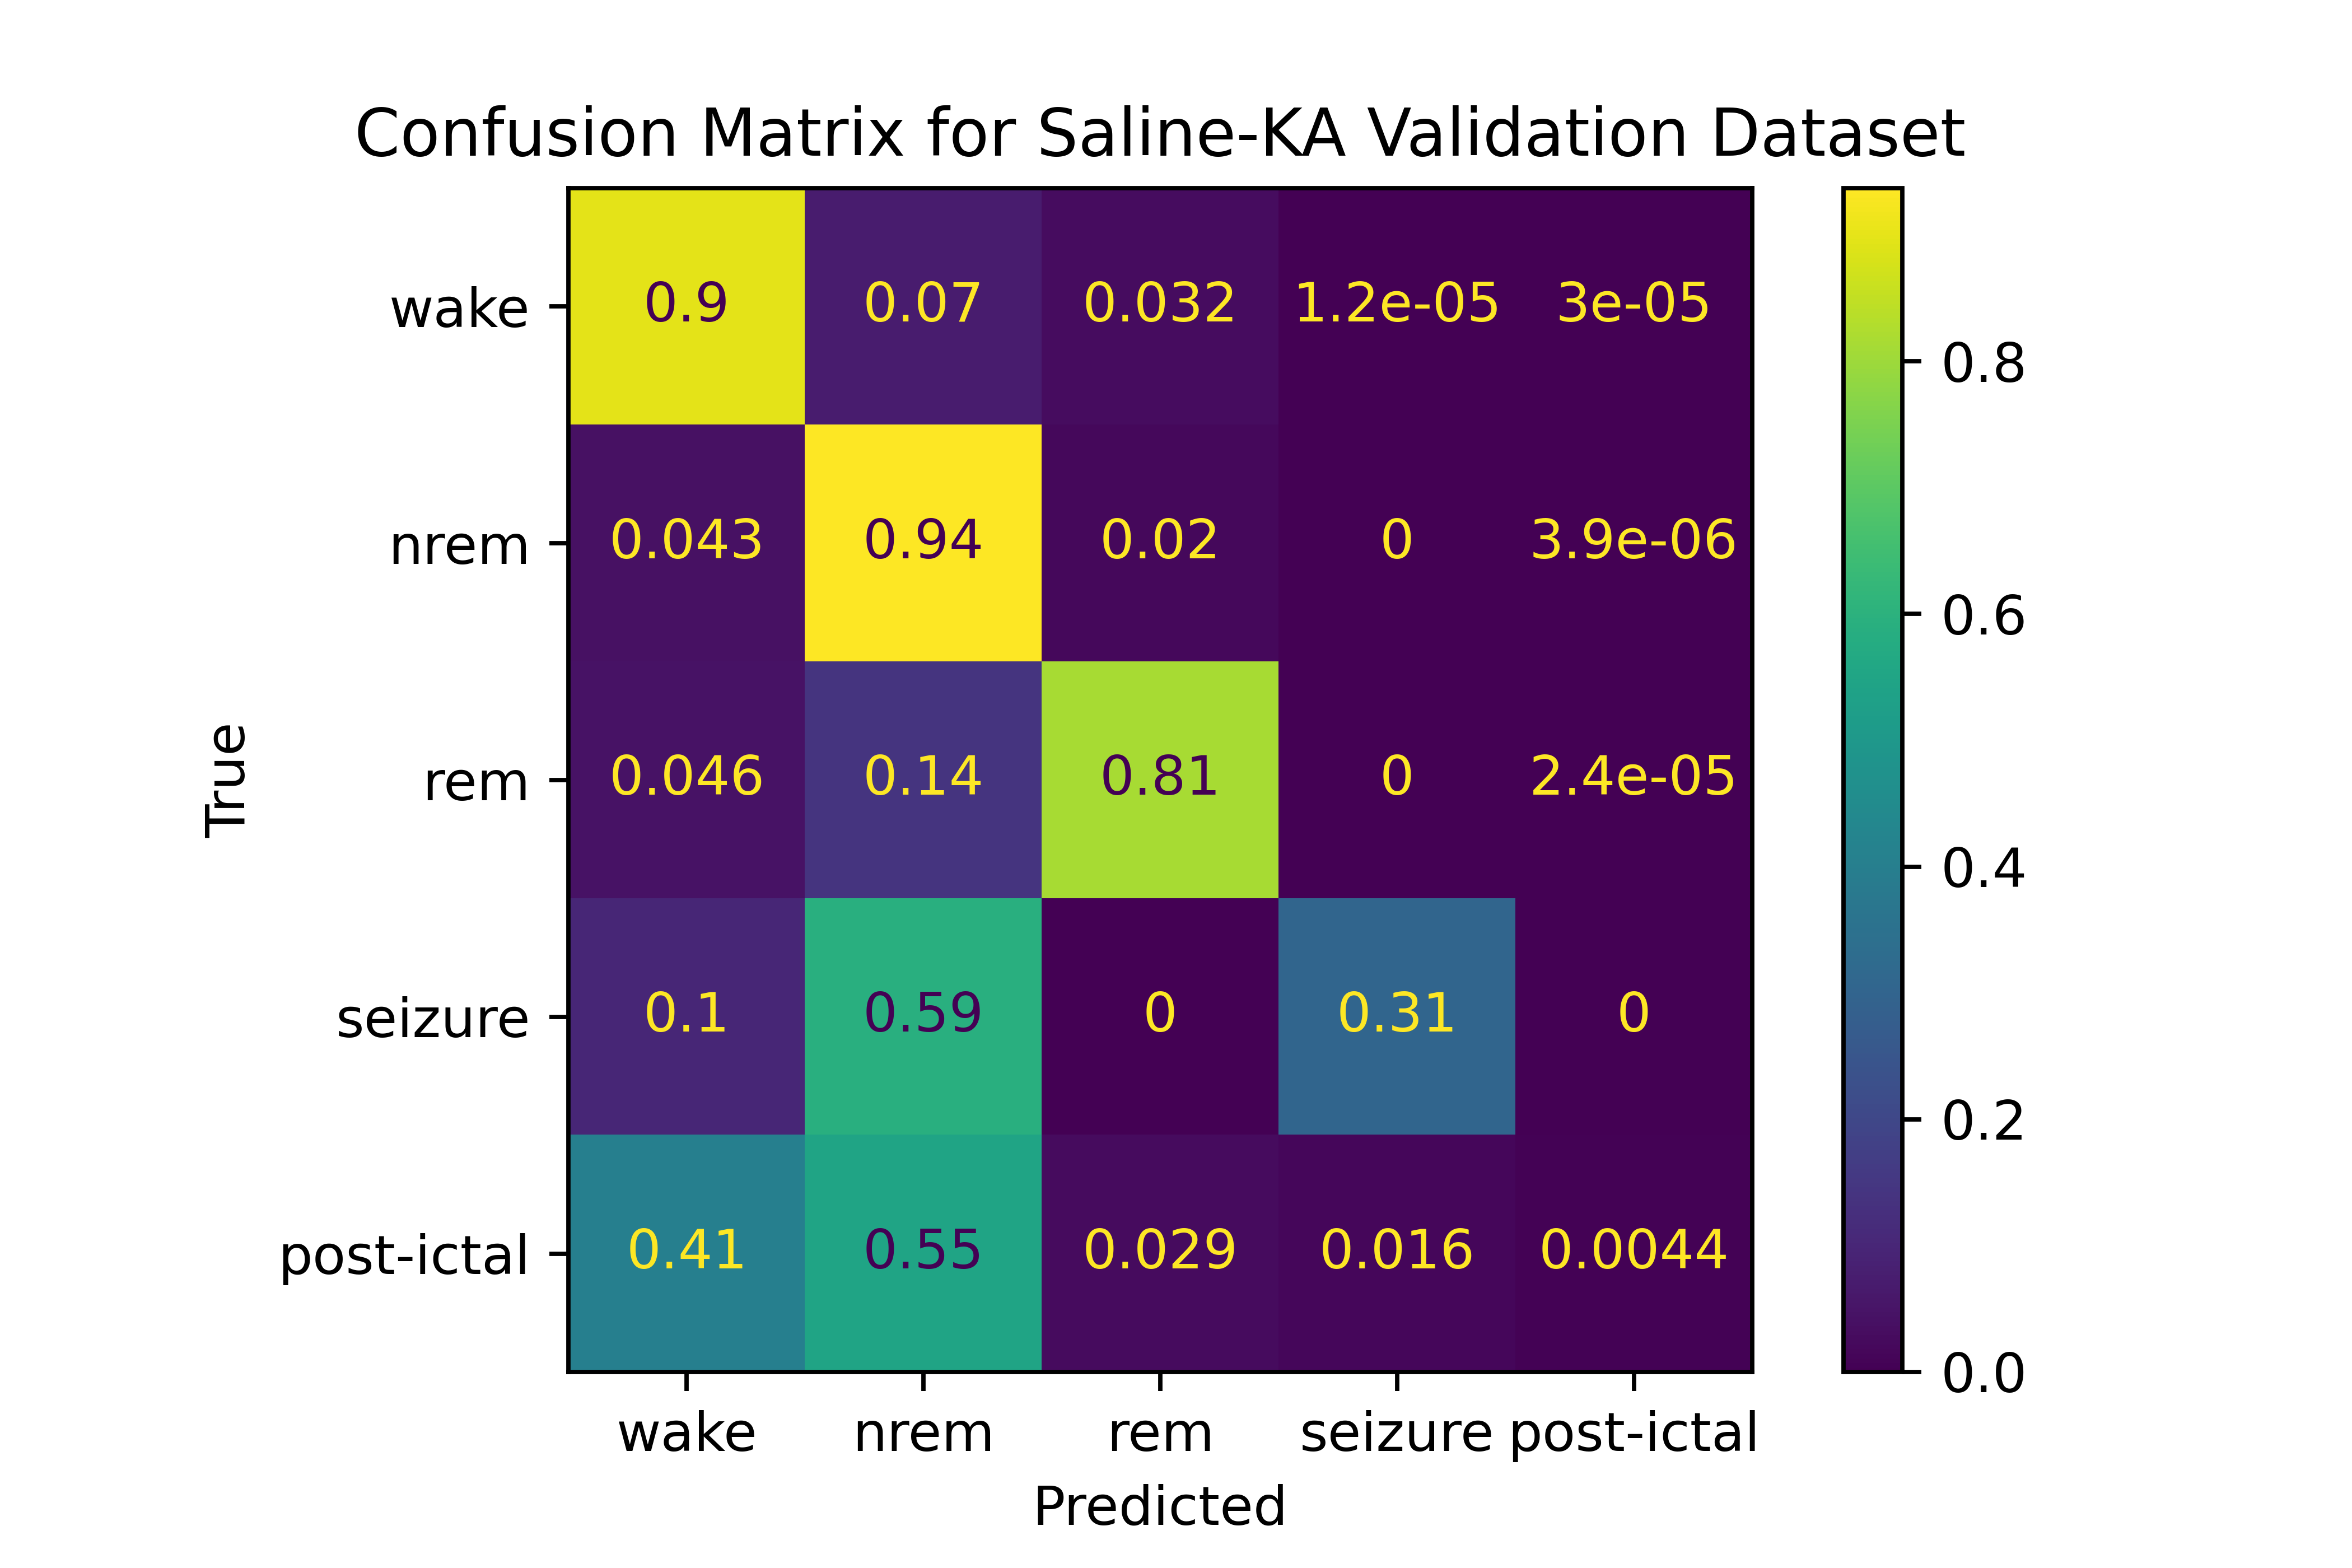 Confusion Matrix for Saline-KA Validation Dataset
wake 0.9 0.07 0.032 1.2e-05 3e-05
nrem 0.043 0.94 0.02 0 3.9e-06
rem 0.046 0.14 0.81 0 2.4e-05
seizure 0.1 0.59 0 0.31 0
post-ictal 0.41 0.55 0.029 0.016 0.0044
wake nrem rem seizure post-ictal
Predicted
True
0.8
0.6
0.4
0.2
0.0